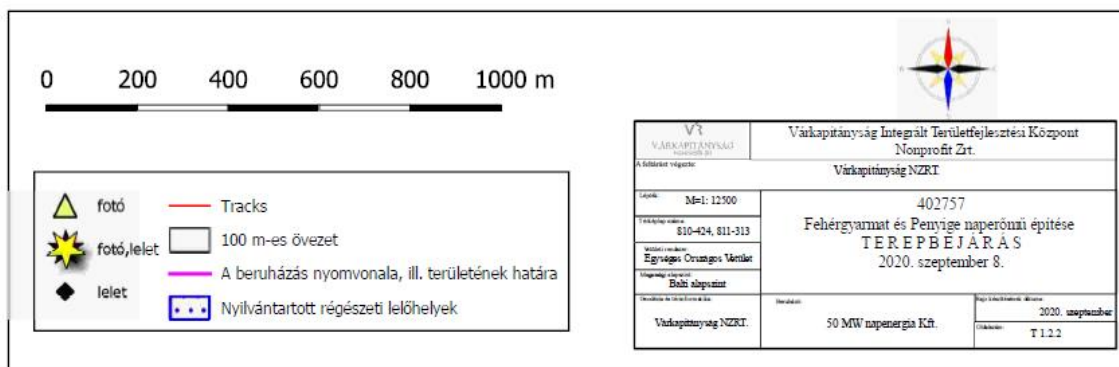 0 200 400 600 800 1000 m
fotó
fotó,lelet
lelet
Tracks
100 m-es övezet
A beruházás nyomvonala, ill. területének határa
Nyilvántartott régészeti lelőhelyek
VÁRKAPITÁNYSÁG
Várkapitányság Integrált Területfejlesztési Központ
Nonprofit Zrt.
A feltárást végezte:
Várkapitányság NZRT.
M=1: 12500
810-424, 811-313
Egységes Országos Vetület
Balti alapszint
402757
Fehérgyarmat és Penyige naperőmű építése
TEREPBEJÁRÁS
2020. szeptember 8.
Várkapitányság NZRT.
50 MW napenergia Kft.
2020. szeptember
T 1.2.2